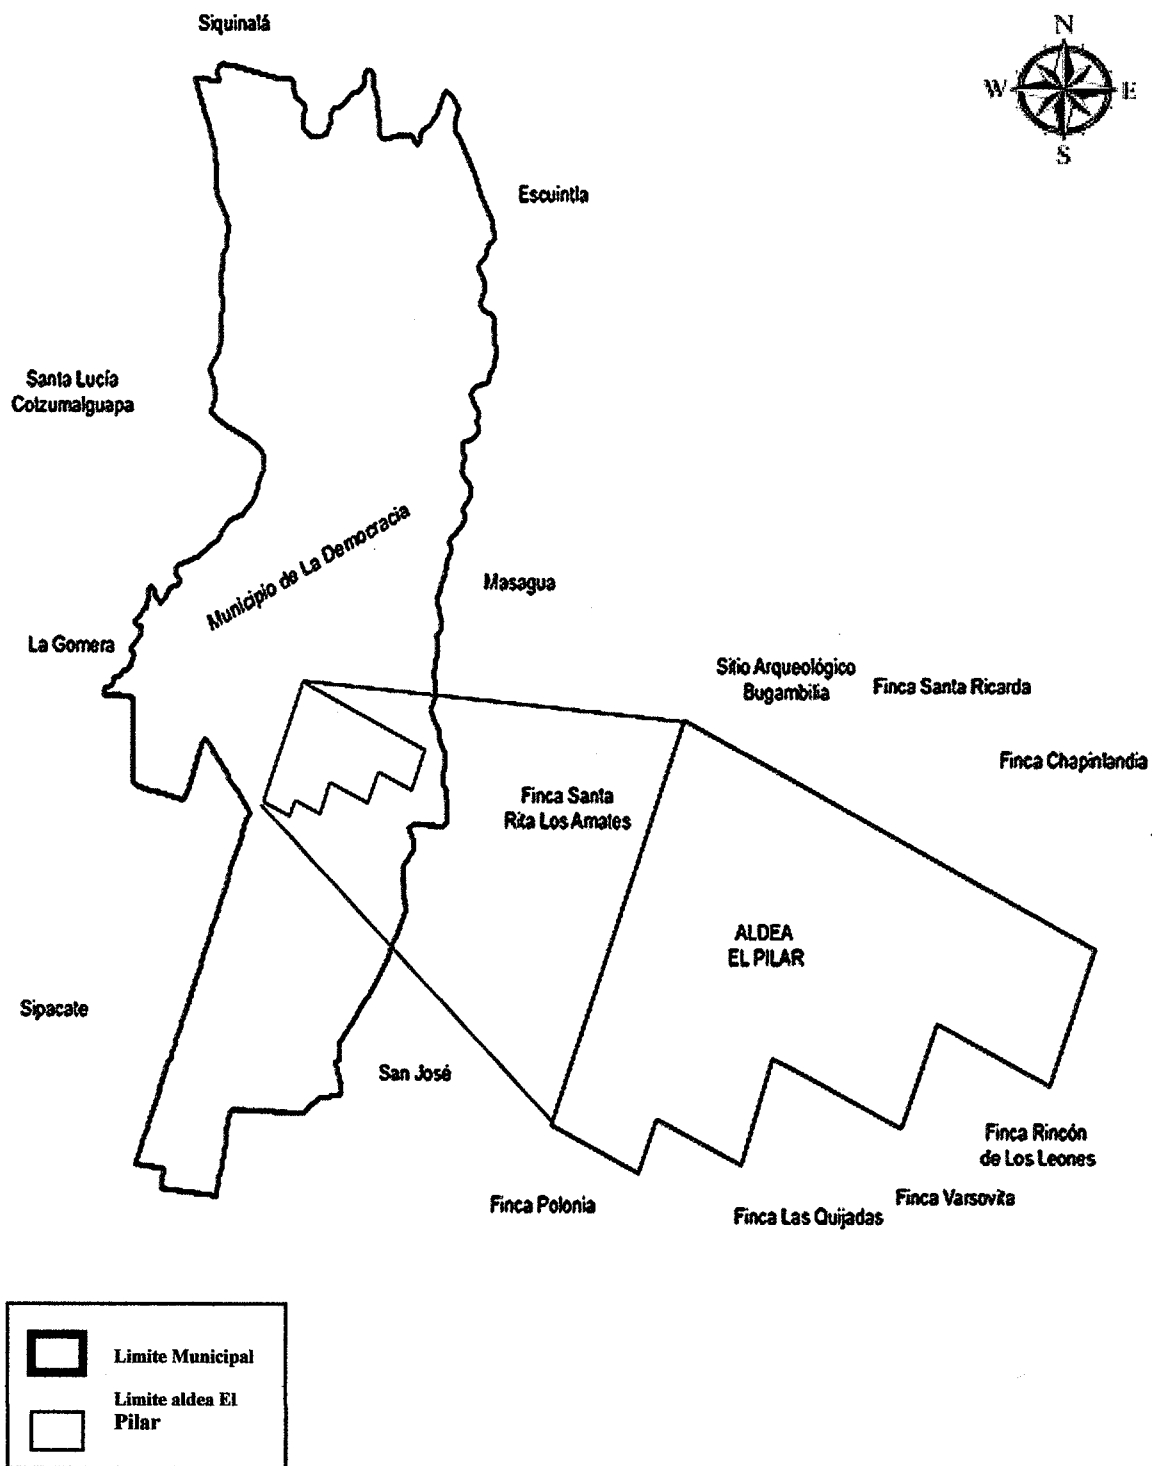 Siquinalá
N
W
E
S
Escuintla
Santa Lucía
Cotzumalguapa
Municipio de La Democracia
Masagua
La Gomera
Sitio Arqueológico
Bugambilia
Finca Santa Ricarda
Finca Chapinlandia
Finca Santa
Rita Los Amates
ALDEA
EL PILAR
Sipacate
San José
Finca Rincón
de Los Leones
Finca Polonia
Finca Varsovita
Finca Las Quijadas
Limite Municipal
Limite aldea El
Pilar